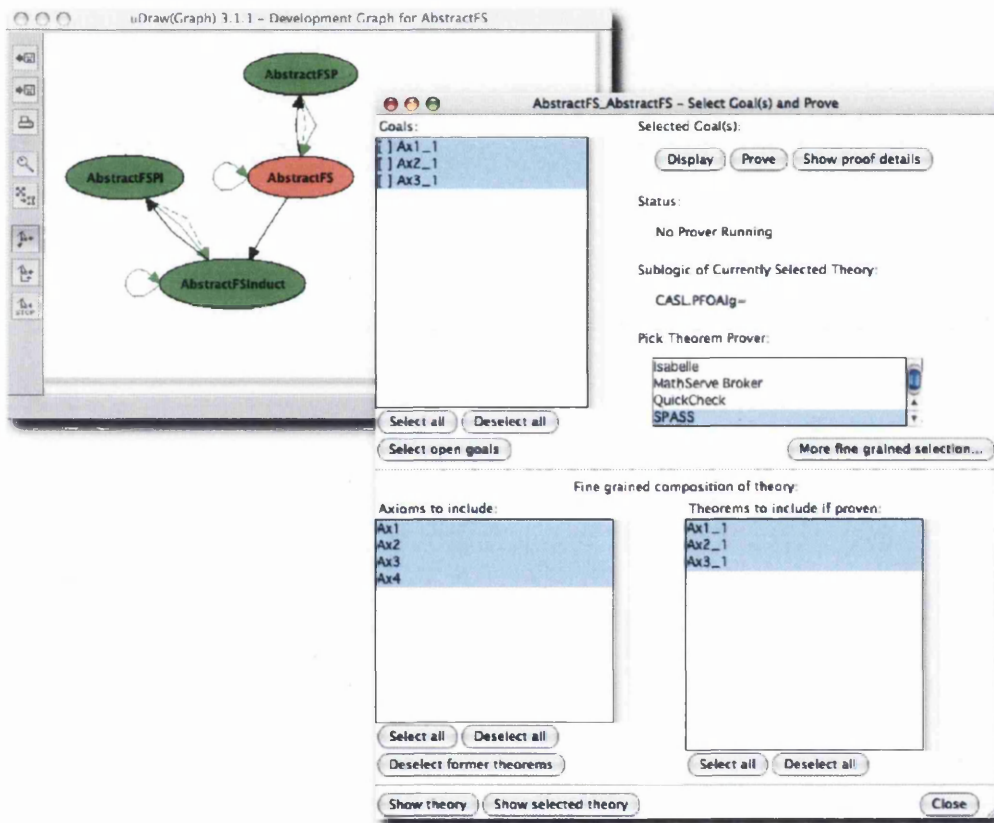 uDraw(Graph) 3.1.1 – Development Graph for AbstractFS
AbstractFSP
AbstractFSPI
AbstractFS
AbstractFSInduct
STOP
AbstractFS_AbstractFS – Select Goal(s) and Prove
Goals:
[ ] Ax1_1
[ ] Ax2_1
[ ] Ax3_1
Select all
Deselect all
Select open goals
Selected Goal(s):
Display
Prove
Show proof details
Status:
No Prover Running
Sublogic of Currently Selected Theory:
CASL.PFOAlg=
Pick Theorem Prover:
Isabelle
MathServe Broker
QuickCheck
SPASS
More fine grained selection...
Fine grained composition of theory:
Axioms to include:
Ax1
Ax2
Ax3
Ax4
Select all
Deselect all
Deselect former theorems
Theorems to include if proven:
Ax1_1
Ax2_1
Ax3_1
Select all
Deselect all
Show theory
Show selected theory
Close